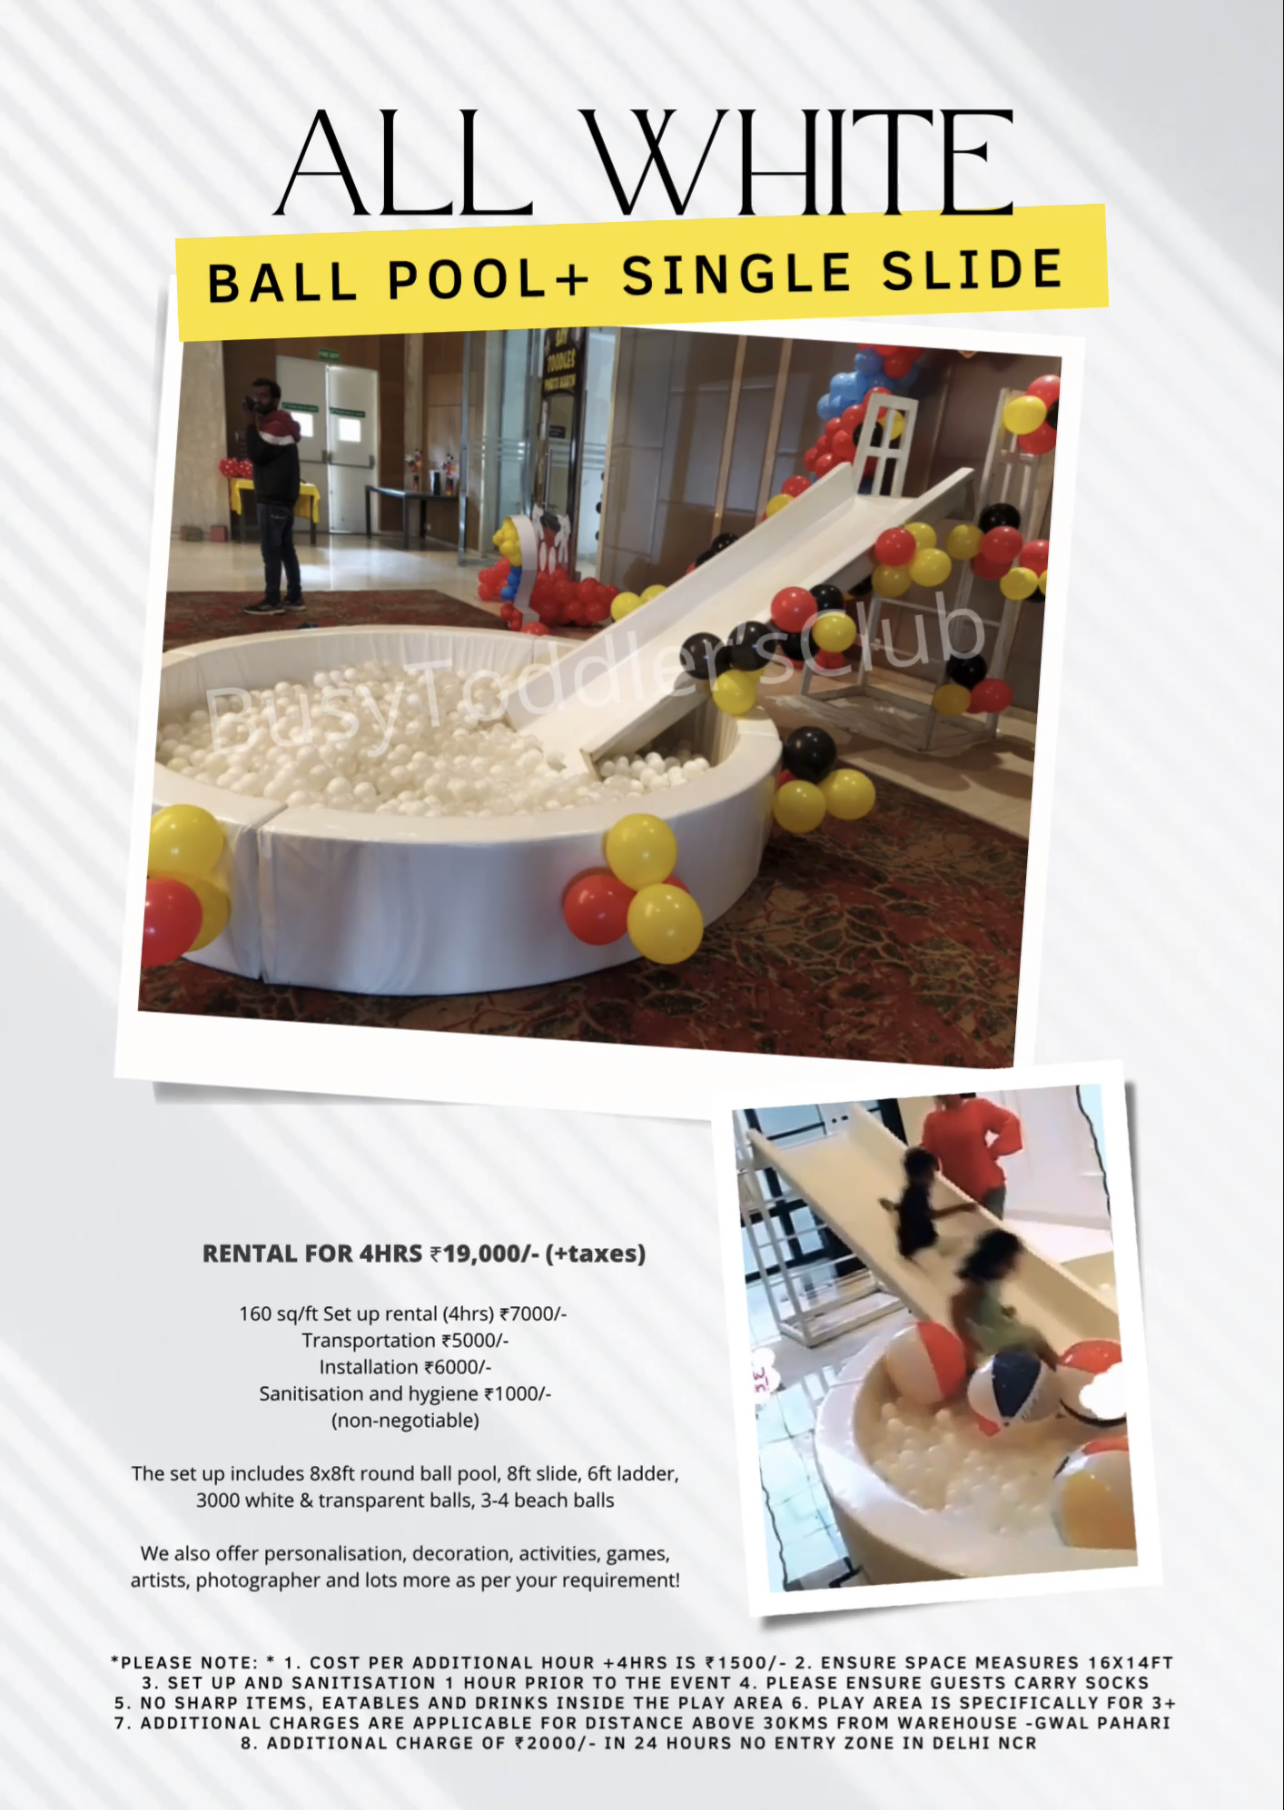 ALL WHITE
BALL POOL+ SINGLE SLIDE
BusyToddler'sClub
RENTAL FOR 4HRS ₹19,000/- (+taxes)
160 sq/ft Set up rental (4hrs) ₹7000/-
Transportation ₹5000/-
Installation ₹6000/-
Sanitisation and hygiene ₹1000/-
(non-negotiable)
The set up includes 8x8ft round ball pool, 8ft slide, 6ft ladder,
3000 white & transparent balls, 3-4 beach balls
We also offer personalisation, decoration, activities, games,
artists, photographer and lots more as per your requirement!
*PLEASE NOTE: * 1. COST PER ADDITIONAL HOUR +4HRS IS ₹1500/- 2. ENSURE SPACE MEASURES 16X14FT
3. SET UP AND SANITISATION 1 HOUR PRIOR TO THE EVENT 4. PLEASE ENSURE GUESTS CARRY SOCKS
5. NO SHARP ITEMS, EATABLES AND DRINKS INSIDE THE PLAY AREA 6. PLAY AREA IS SPECIFICALLY FOR 3+
7. ADDITIONAL CHARGES ARE APPLICABLE FOR DISTANCE ABOVE 30KMS FROM WAREHOUSE -GWAL PAHARI
8. ADDITIONAL CHARGE OF ₹2000/- IN 24 HOURS NO ENTRY ZONE IN DELHI NCR